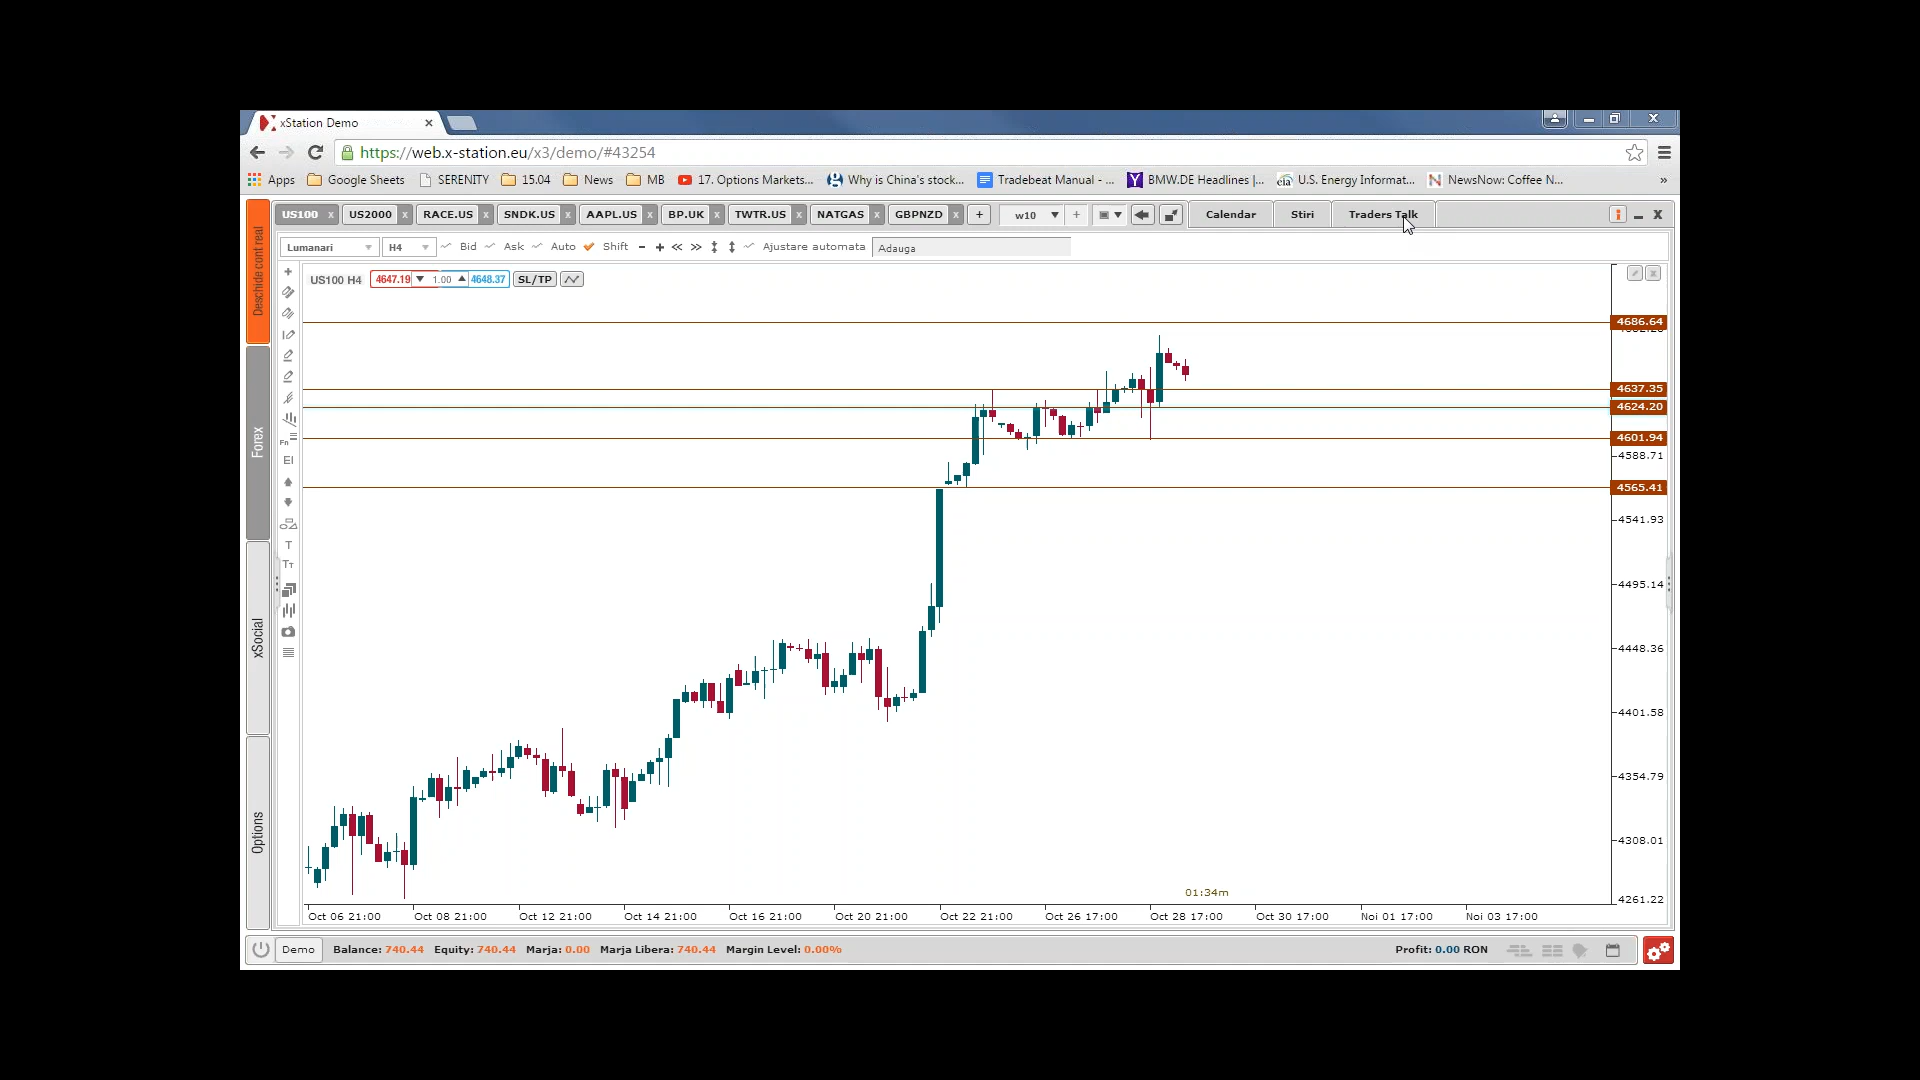 xStation Demo
https://web.x-station.eu/x3/demo/#43254
Apps Google Sheets SERENITY 15.04 News MB 17. Options Markets... Why is China's stock... Tradebeat Manual - ... BMW.DE Headlines |... eia U.S. Energy Informat... NewsNow: Coffee N... »
US100 x US2000 x RACE.US x SNDK.US x AAPL.US x BP.UK x TWTR.US x NATGAS x GBPNZD x + w10 + Calendar Stiri Traders Talk
Lumanari H4 Bid Ask Auto Shift - + « » Ajustare automata Adauga
US100 H4 4647.19 1.00 4648.37 SL/TP
Deschide cont real
Forex
xSocial
Options
Fn
EI
T
TT
4686.64
4637.35
4624.20
4601.94
4588.71
4565.41
4541.93
4495.14
4448.36
4401.58
4354.79
4308.01
4261.22
01:34m
Oct 06 21:00 Oct 08 21:00 Oct 12 21:00 Oct 14 21:00 Oct 16 21:00 Oct 20 21:00 Oct 22 21:00 Oct 26 17:00 Oct 28 17:00 Oct 30 17:00 Noi 01 17:00 Noi 03 17:00
Demo Balance: 740.44 Equity: 740.44 Marja: 0.00 Marja Libera: 740.44 Margin Level: 0.00% Profit: 0.00 RON